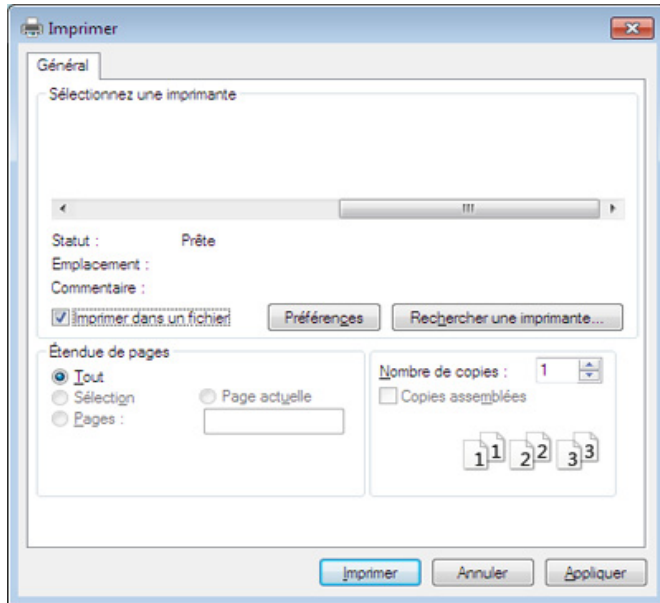 Imprimer
Général
Sélectionnez une imprimante
Statut : Prête
Emplacement :
Commentaire :
Imprimer dans un fichier Préférences Rechercher une imprimante...
Étendue de pages
Tout
Sélection Page actuelle
Pages :
Nombre de copies : 1
Copies assemblées
1 1 2 2 3 3
Imprimer Annuler Appliquer